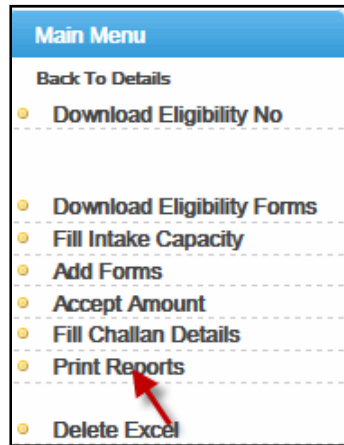 Main Menu
Back To Details
Download Eligibility No
Download Eligibility Forms
Fill Intake Capacity
Add Forms
Accept Amount
Fill Challan Details
Print Reports
Delete Excel